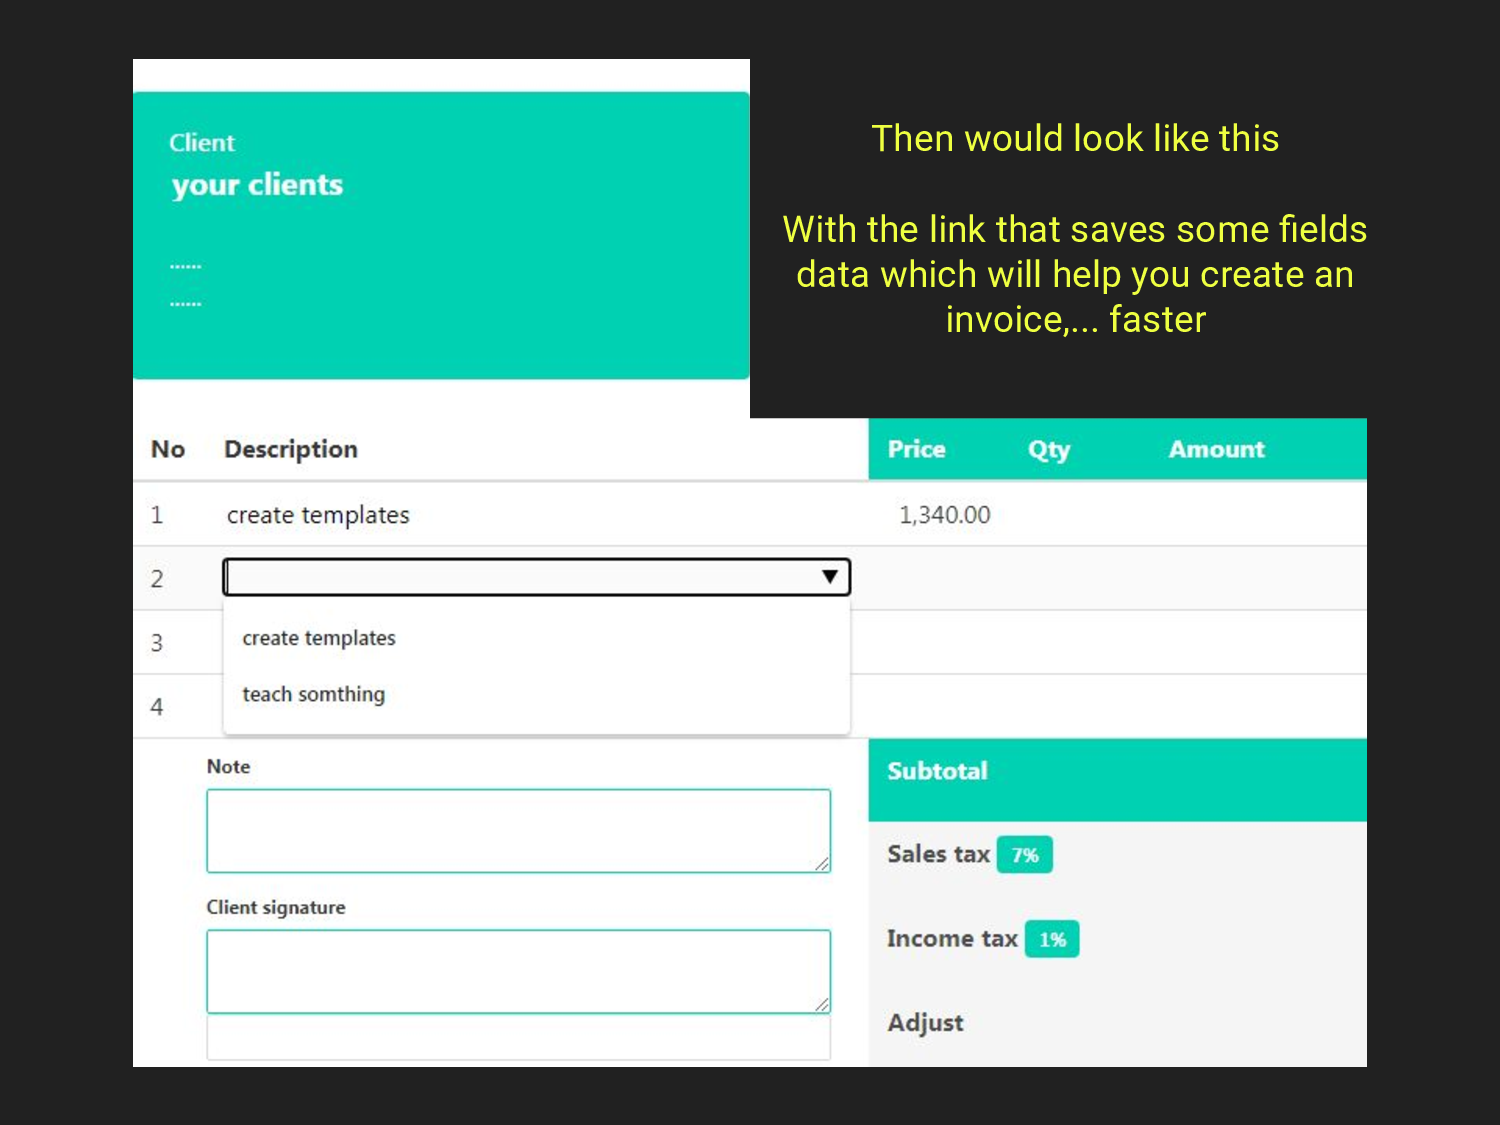 Client
your clients
......
......
Then would look like this
With the link that saves some fields
data which will help you create an
invoice,... faster
No Description Price Qty Amount
1 create templates 1,340.00
2
create templates
3
teach somthing
4
Note
Client signature
Subtotal
Sales tax 7%
Income tax 1%
Adjust